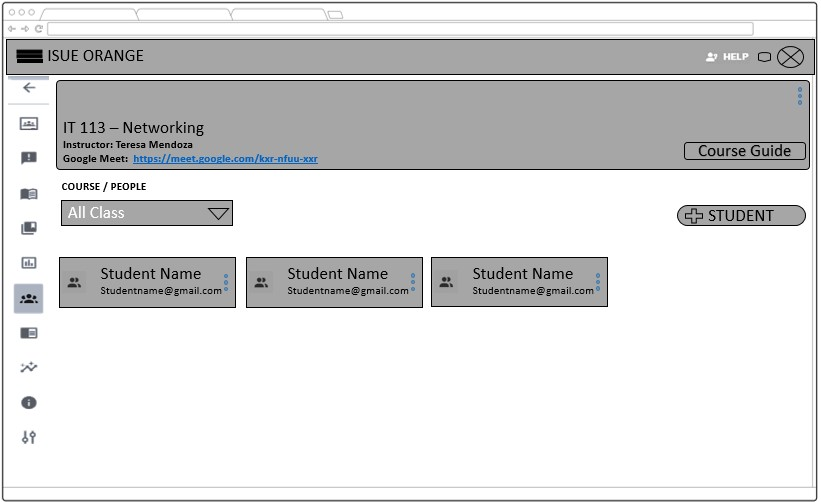 ISUE ORANGE
HELP
IT 113 – Networking
Instructor: Teresa Mendoza
Google Meet: https://meet.google.com/kxr-nfuu-xxr
Course Guide
COURSE / PEOPLE
All Class
STUDENT
Student Name
Studentname@gmail.com
Student Name
Studentname@gmail.com
Student Name
Studentname@gmail.com